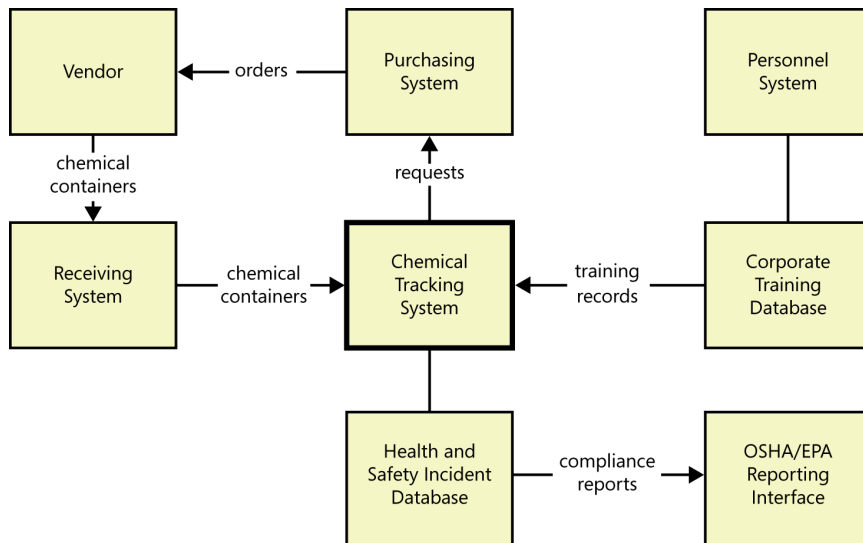 Vendor
orders
Purchasing
System
Personnel
System
chemical
containers
requests
Receiving
System
chemical
containers
Chemical
Tracking
System
training
records
Corporate
Training
Database
Health and
Safety Incident
Database
compliance
reports
OSHA/EPA
Reporting
Interface